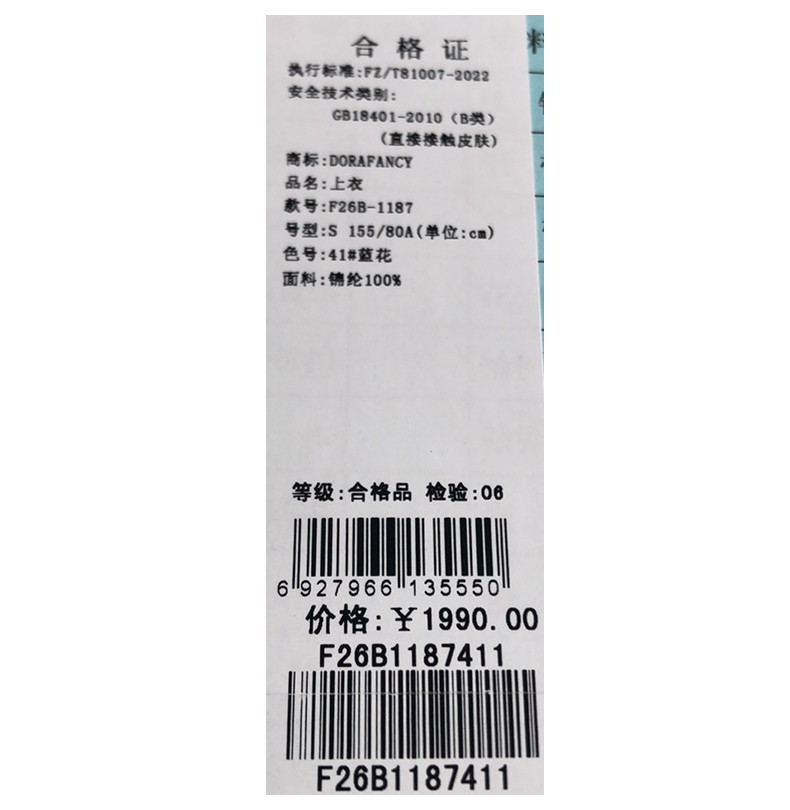 合格证
执行标准:FZ/T81007-2022
安全技术类别:
GB18401-2010（B类）
(直接接触皮肤)
商标:DORAFANCY
品名:上衣
款号:F26B-1187
号型:S 155/80A(单位:cm)
色号:41#蓝花
面料:锦纶100%
等级:合格品 检验:06
6 927966 135550
价格:￥1990.00
F26B1187411
F26B1187411
料